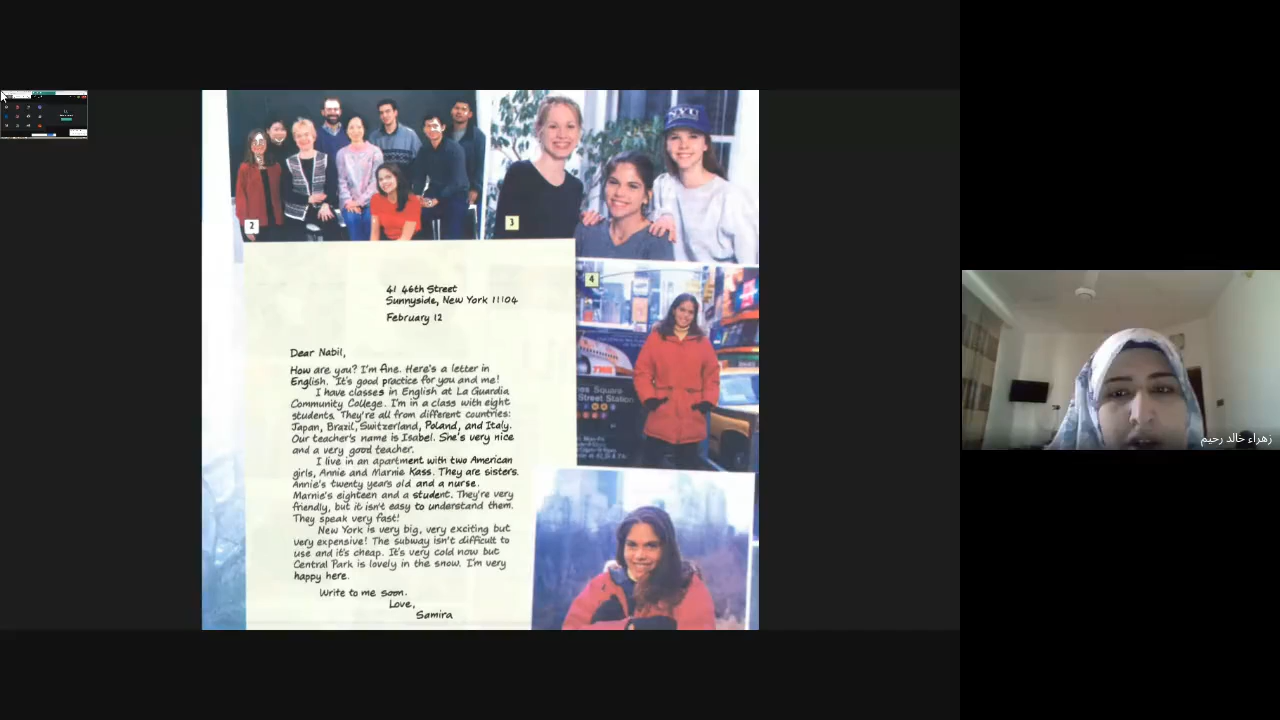 2
3
4
NYU
41 46th Street
Sunnyside, New York 11104
February 12
Dear Nabil,
How are you? I'm fine. Here's a letter in
English. It's good practice for you and me!
I have classes in English at La Guardia
Community College. I'm in a class with eight
students. They're all from different countries:
Japan, Brazil, Switzerland, Poland, and Italy.
Our teacher's name is Isabel. She's very nice
and a very good teacher.
I live in an apartment with two American
girls, Annie and Marnie Kass. They are sisters.
Annie's twenty years old and a nurse.
Marnie's eighteen and a student. They're very
friendly, but it isn't easy to understand them.
They speak very fast!
New York is very big, very exciting but
very expensive! The subway isn't difficult to
use and it's cheap. It's very cold now but
Central Park is lovely in the snow. I'm very
happy here.
Write to me soon.
Love,
Samira
Square
Street Station
زهراء خالد رحيم